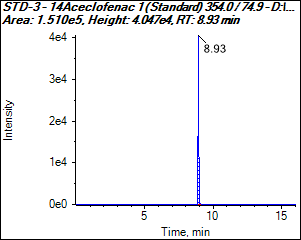 STD-3 - 14Aceclofenac 1 (Standard) 354.0 / 74.9 - D:\...
Area: 1.510e5, Height: 4.047e4, RT: 8.93 min
4e4
8.93
3e4
2e4
1e4
0e0
5 10 15
Time, min
Intensity